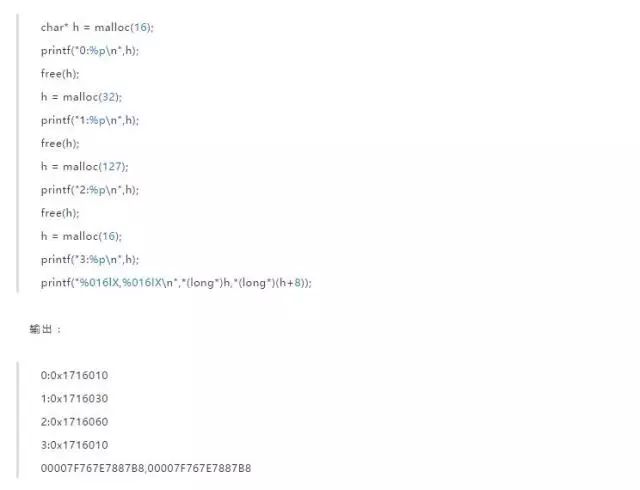 char* h = malloc(16);
printf("0:%p\n",h);
free(h);
h = malloc(32);
printf("1:%p\n",h);
free(h);
h = malloc(127);
printf("2:%p\n",h);
free(h);
h = malloc(16);
printf("3:%p\n",h);
printf("%016lX,%016lX\n",*(long*)h,*(long*)(h+8));
输出：
0:0x1716010
1:0x1716030
2:0x1716060
3:0x1716010
00007F767E7887B8,00007F767E7887B8